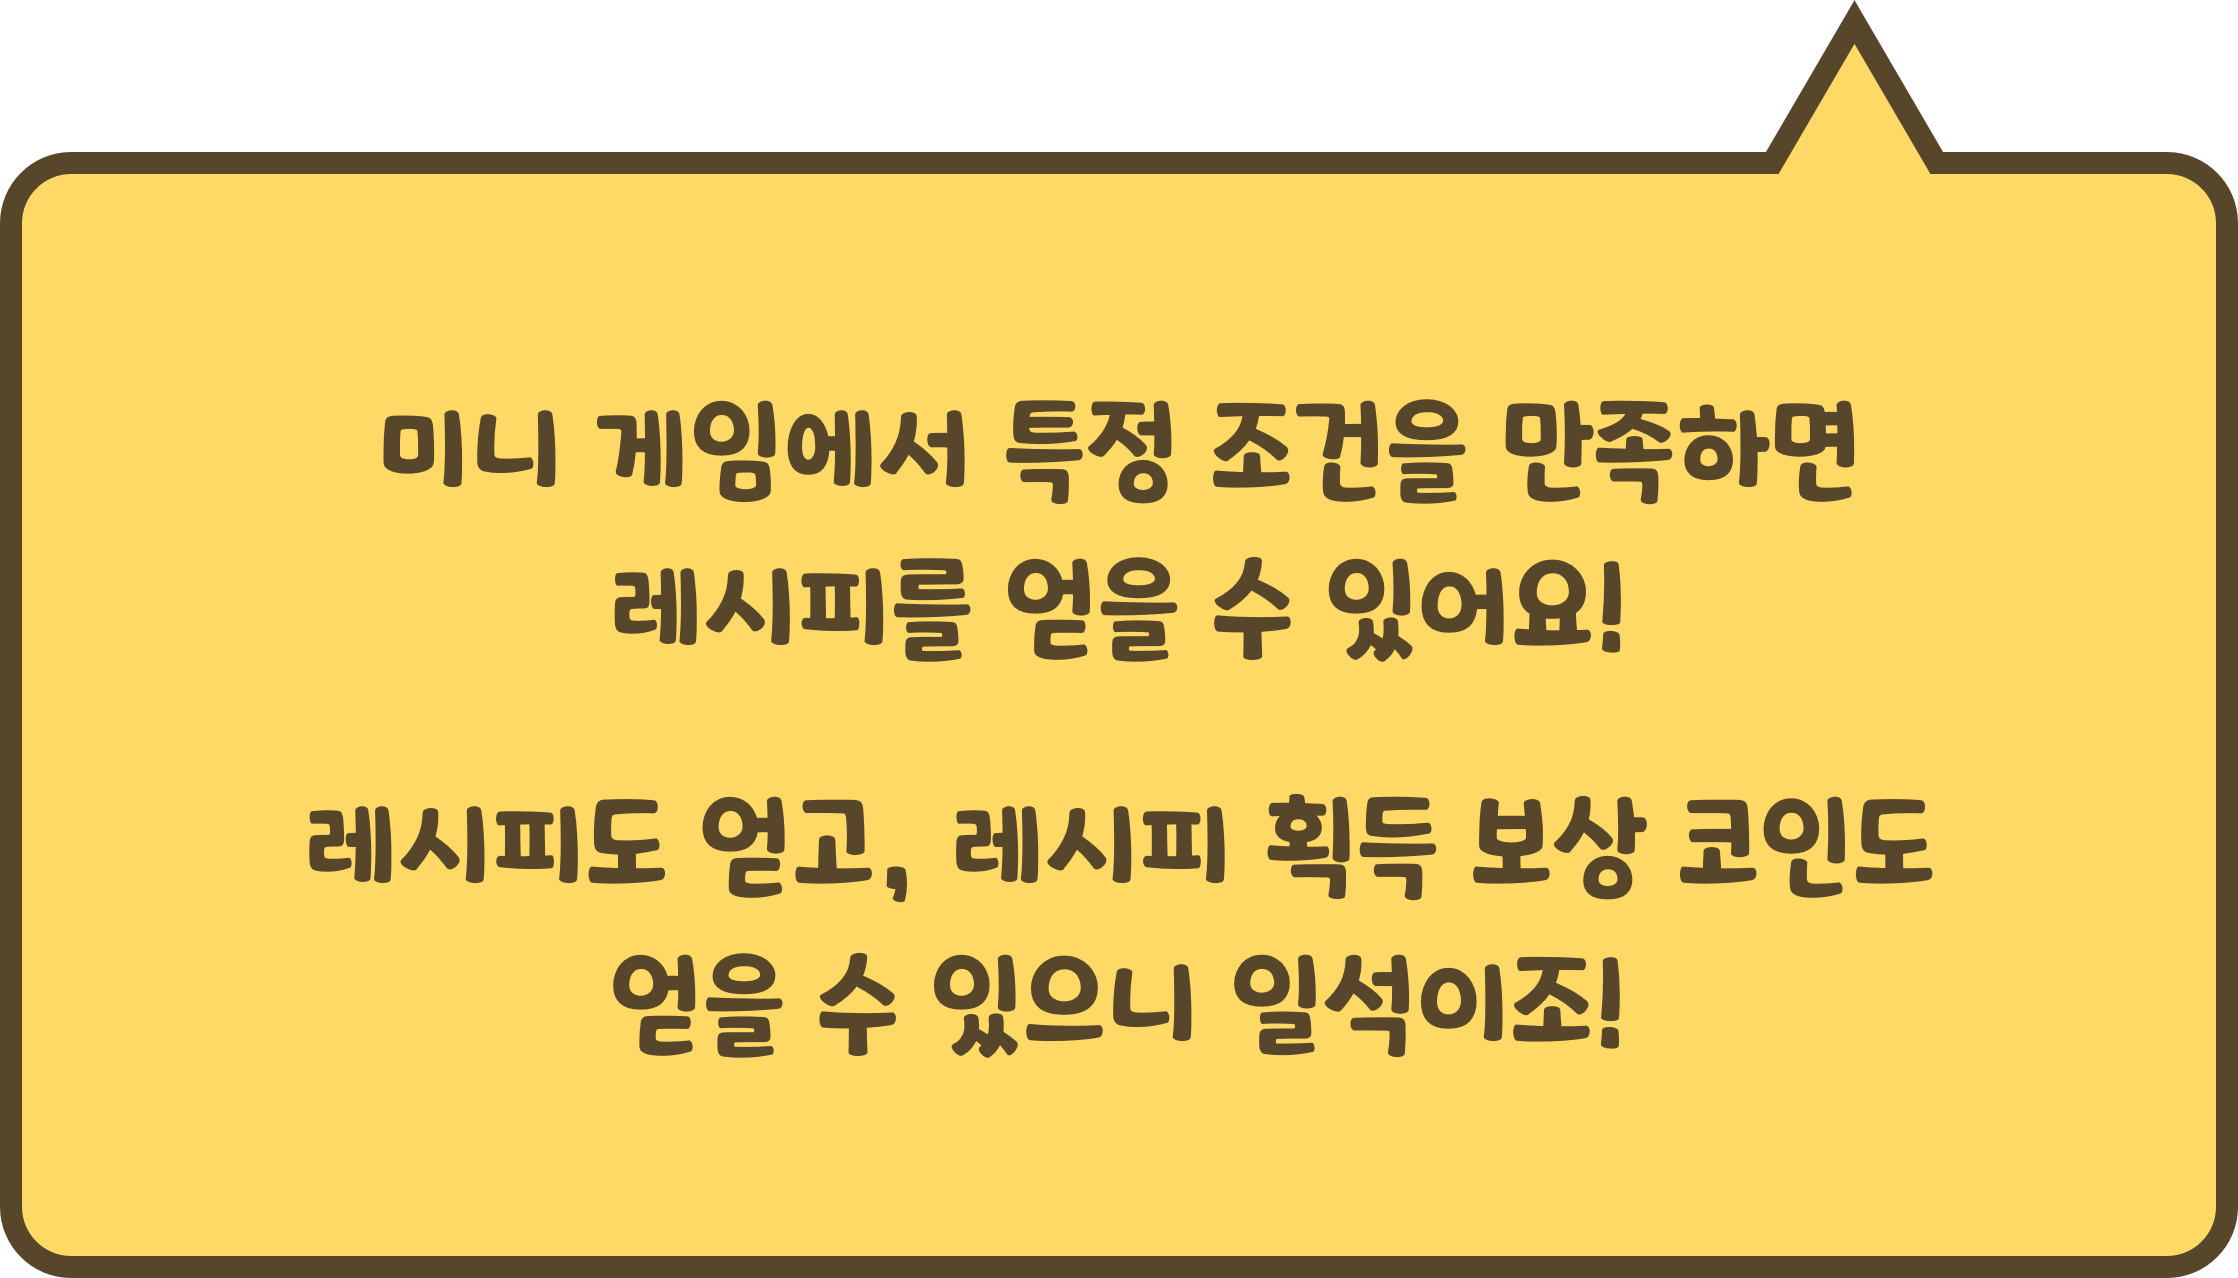 미니 게임에서 특정 조건을 만족하면
레시피를 얻을 수 있어요!
레시피도 얻고, 레시피 획득 보상 코인도
얻을 수 있으니 일석이죠!